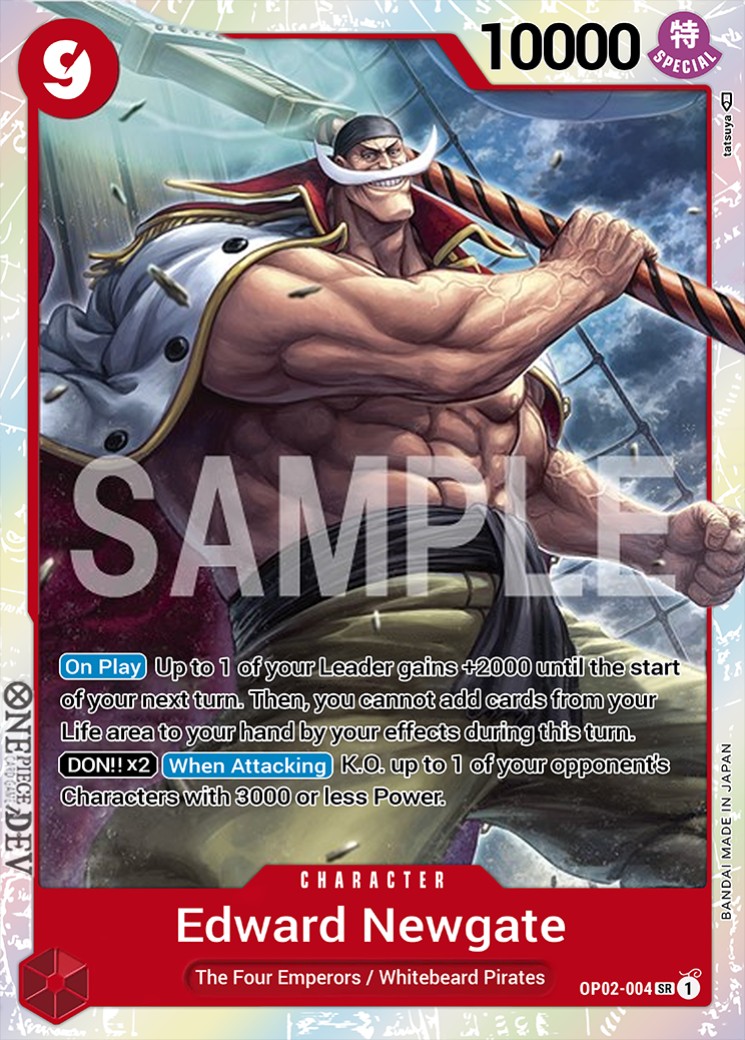 9
10000
特
SPECIAL
tatsuya
SAMPLE
On Play Up to 1 of your Leader gains +2000 until the start
of your next turn. Then, you cannot add cards from your
Life area to your hand by your effects during this turn.
DON!! x2 When Attacking K.O. up to 1 of your opponent's
Characters with 3000 or less Power.
ONE PIECE DEV
BANDAI MADE IN JAPAN
CHARACTER
Edward Newgate
The Four Emperors / Whitebeard Pirates
OP02-004 SR 1